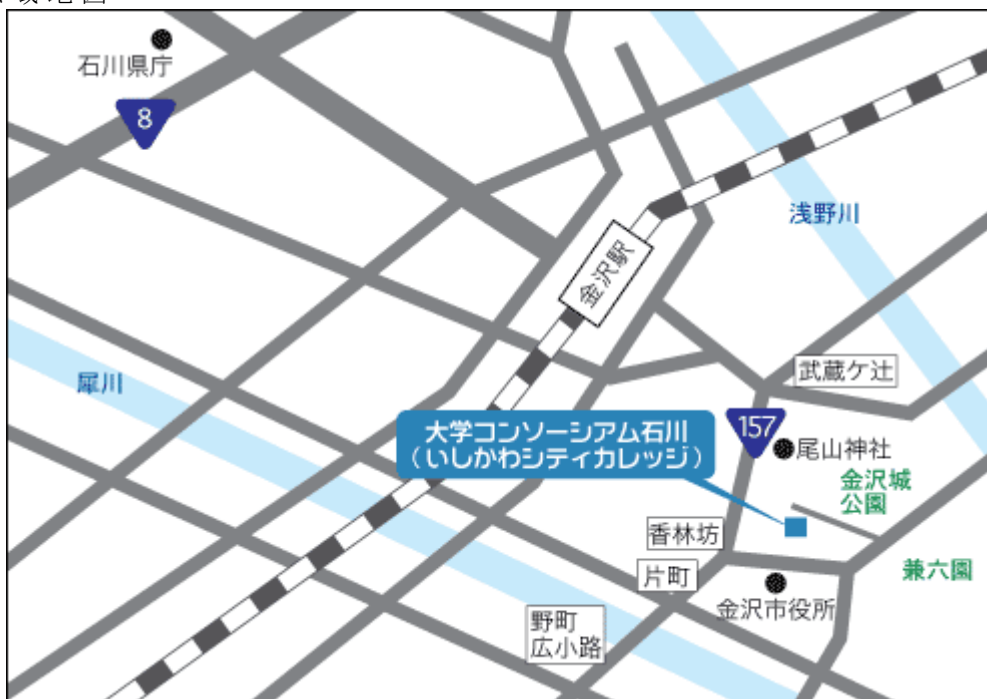 石川県庁
8
浅野川
金沢駅
犀川
武蔵ケ辻
大学コンソーシアム石川
(いしかわシティカレッジ)
157
尾山神社
金沢城
公園
香林坊
兼六園
片町
金沢市役所
野町
広小路